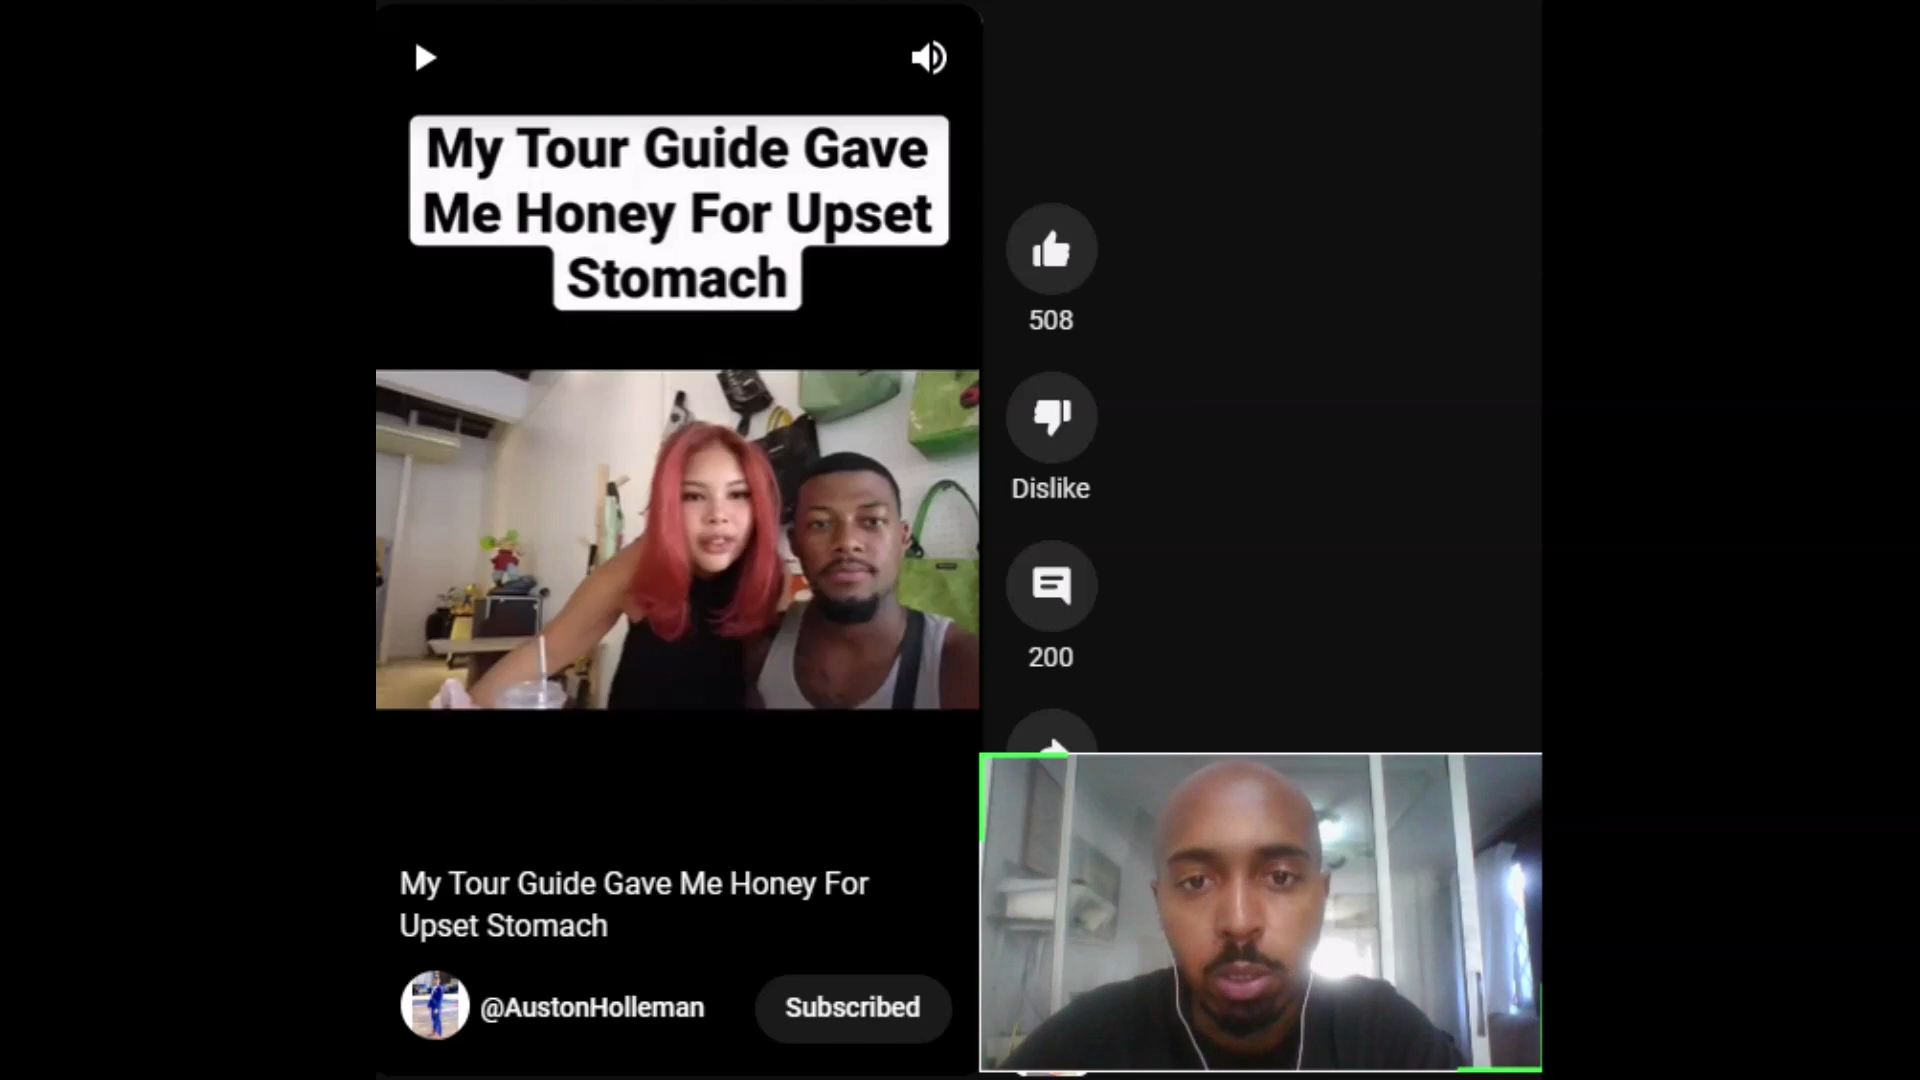 My Tour Guide Gave
Me Honey For Upset
Stomach
508
Dislike
200
My Tour Guide Gave Me Honey For
Upset Stomach
@AustonHolleman
Subscribed